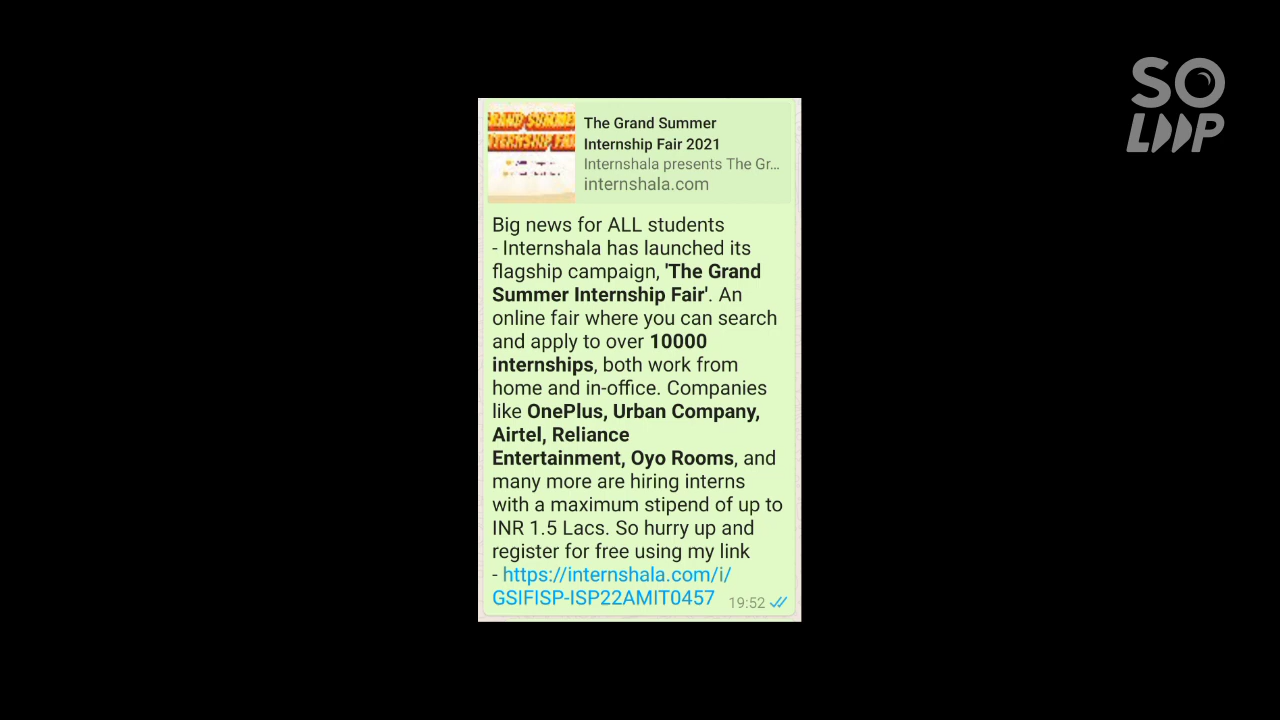 SO
LOOP
GRAND SUMMER
INTERNSHIP FAIR
The Grand Summer
Internship Fair 2021
Internshala presents The Gr...
internshala.com
Big news for ALL students
- Internshala has launched its
flagship campaign, 'The Grand
Summer Internship Fair'. An
online fair where you can search
and apply to over 10000
internships, both work from
home and in-office. Companies
like OnePlus, Urban Company,
Airtel, Reliance
Entertainment, Oyo Rooms, and
many more are hiring interns
with a maximum stipend of up to
INR 1.5 Lacs. So hurry up and
register for free using my link
- https://internshala.com/i/
GSIFISP-ISP22AMIT0457
19:52